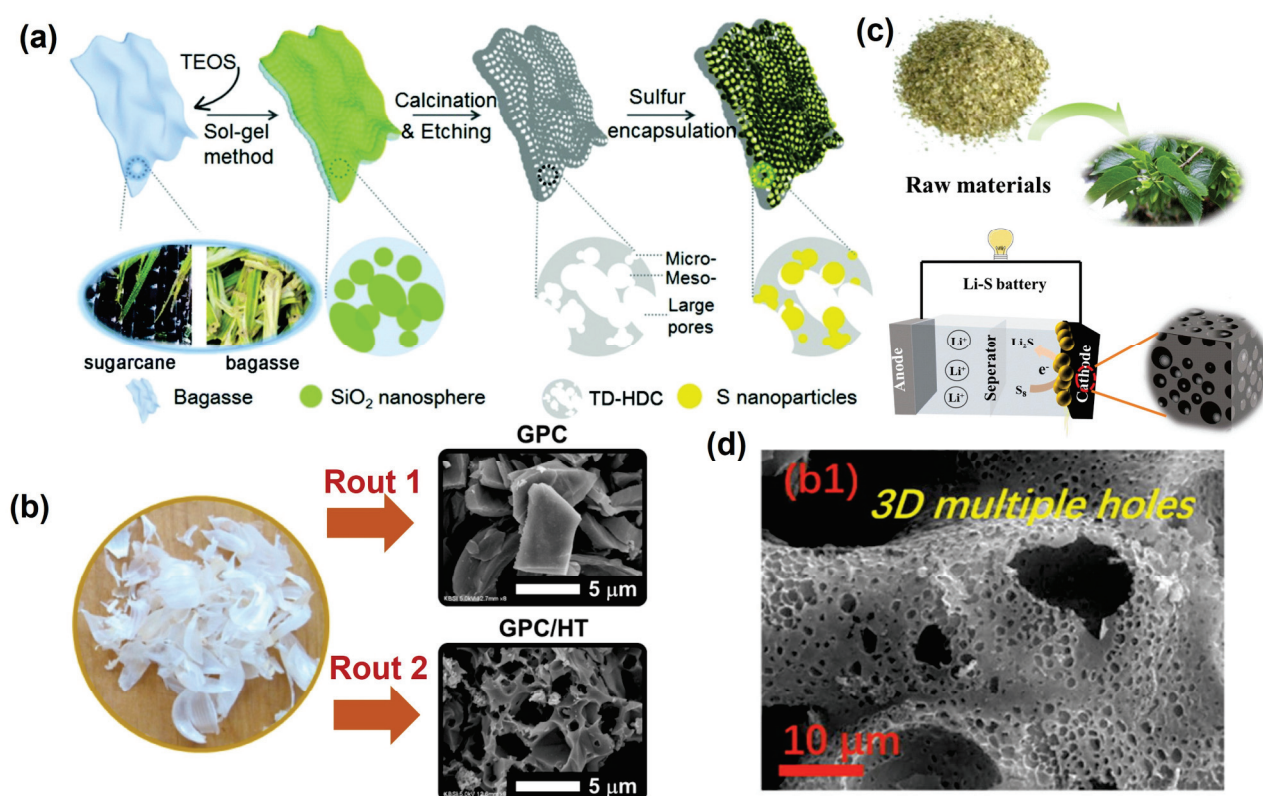 (a)
TEOS
Sol-gel
method
Calcination
& Etching
Sulfur
encapsulation
Micro-
Meso-
Large
pores
sugarcane
bagasse
Bagasse
SiO₂ nanosphere
TD-HDC
S nanoparticles
(c)
Raw materials
Li-S battery
Anode
Li⁺
Li⁺
Li⁺
Seperator
Li₂S
e⁻
S₈
Cathode
(b)
Rout 1
GPC
5 μm
Rout 2
GPC/HT
5 μm
(d)
(b1)
3D multiple holes
10 μm